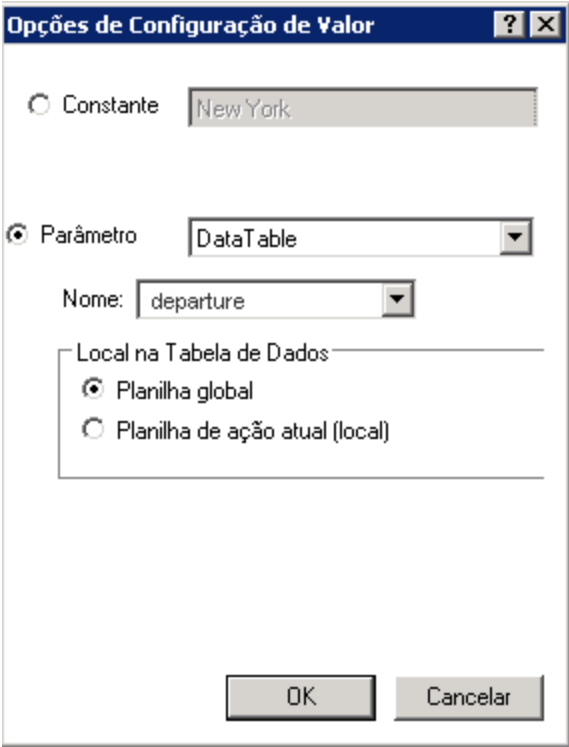 Opções de Configuração de Valor
Constante New York
Parâmetro DataTable
Nome: departure
Local na Tabela de Dados
Planilha global
Planilha de ação atual (local)
OK Cancelar